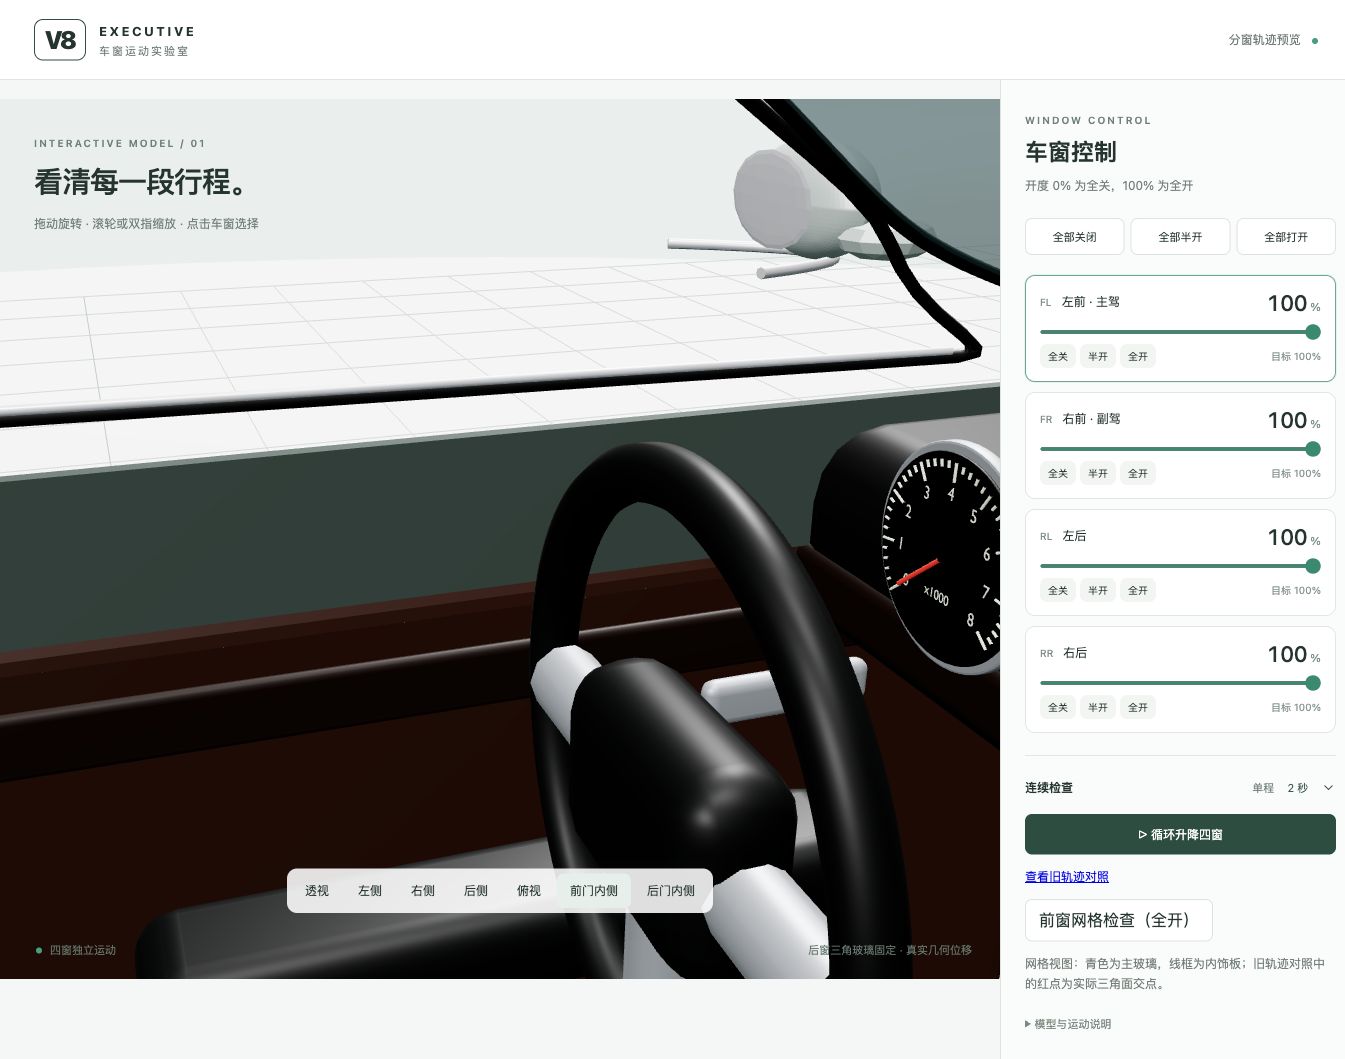 V8
EXECUTIVE
车窗运动实验室
分窗轨迹预览
INTERACTIVE MODEL / 01
看清每一段行程。
拖动旋转 · 滚轮或双指缩放 · 点击车窗选择
1
2
3
4
5
6
7
8
x1000
透视
左侧
右侧
后侧
俯视
前门内侧
后门内侧
四窗独立运动
后窗三角玻璃固定 · 真实几何位移
WINDOW CONTROL
车窗控制
开度 0% 为全关，100% 为全开
全部关闭
全部半开
全部打开
FL 左前 · 主驾 100 %
全关 半开 全开 目标 100%
FR 右前 · 副驾 100 %
全关 半开 全开 目标 100%
RL 左后 100 %
全关 半开 全开 目标 100%
RR 右后 100 %
全关 半开 全开 目标 100%
连续检查 单程 2 秒
循环升降四窗
查看旧轨迹对照
前窗网格检查（全开）
网格视图：青色为主玻璃，线框为内饰板；旧轨迹对照中
的红点为实际三角面交点。
模型与运动说明